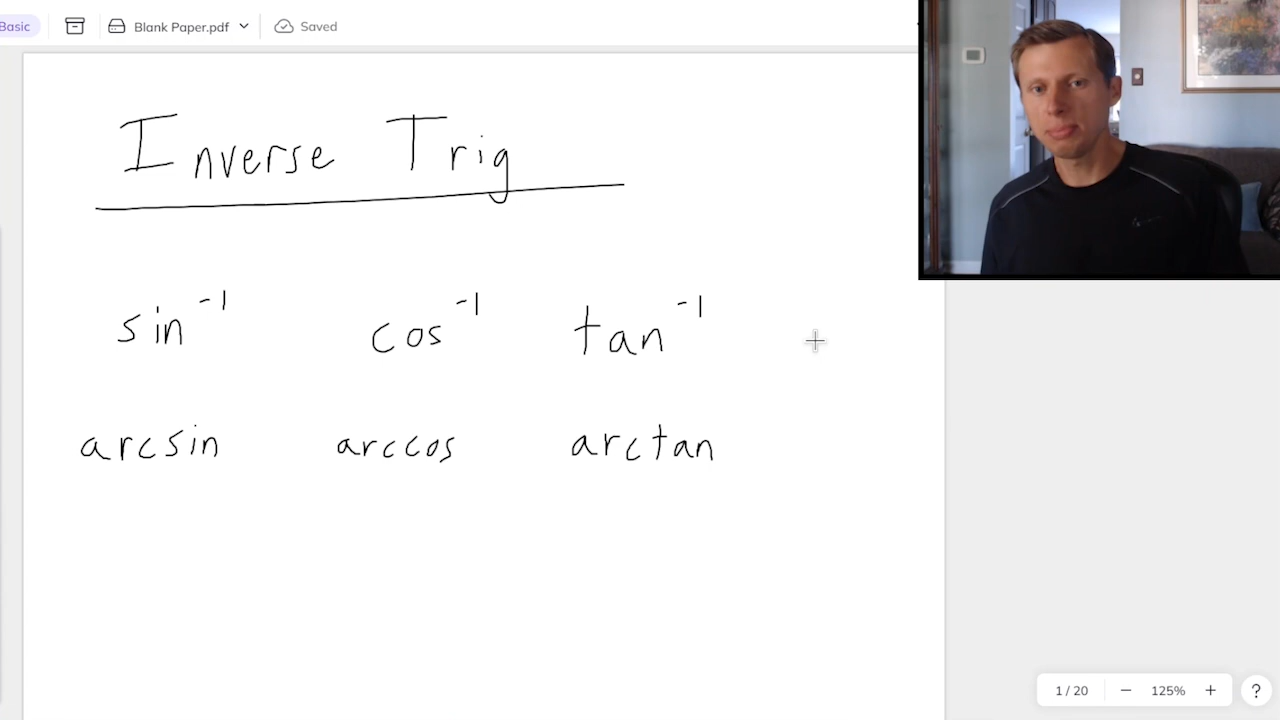 Basic Blank Paper.pdf Saved
Inverse Trig
sin⁻¹ cos⁻¹ tan⁻¹
arcsin arccos arctan
1 / 20 − 125% + ?